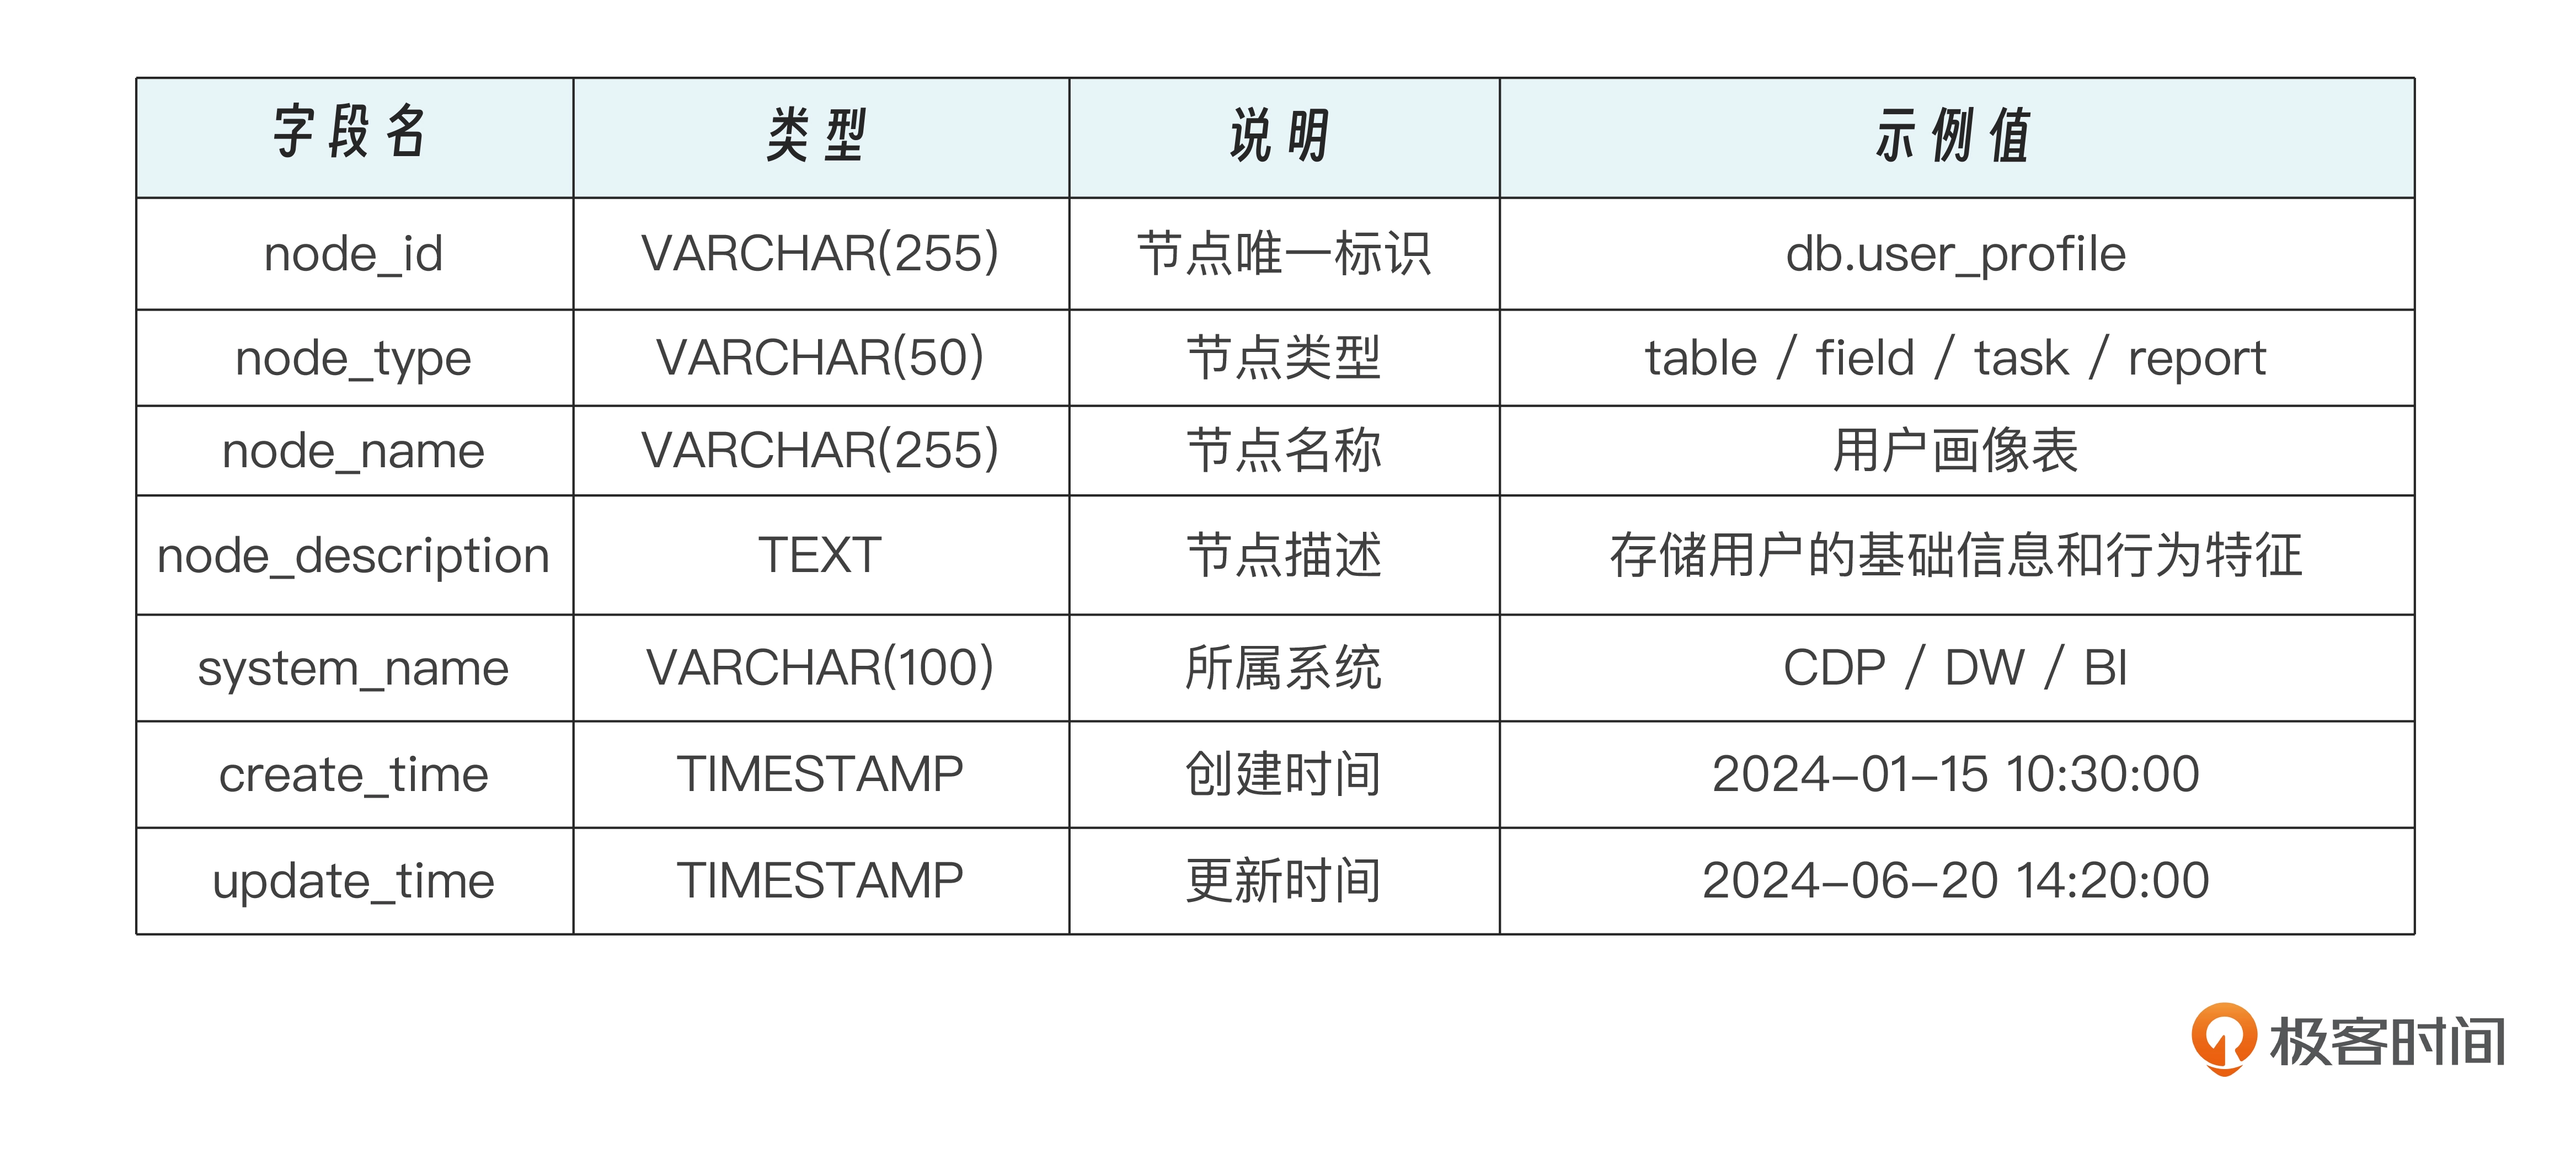 字段名 类型 说明 示例值
node_id VARCHAR(255) 节点唯一标识 db.user_profile
node_type VARCHAR(50) 节点类型 table / field / task / report
node_name VARCHAR(255) 节点名称 用户画像表
node_description TEXT 节点描述 存储用户的基础信息和行为特征
system_name VARCHAR(100) 所属系统 CDP / DW / BI
create_time TIMESTAMP 创建时间 2024-01-15 10:30:00
update_time TIMESTAMP 更新时间 2024-06-20 14:20:00
极客时间